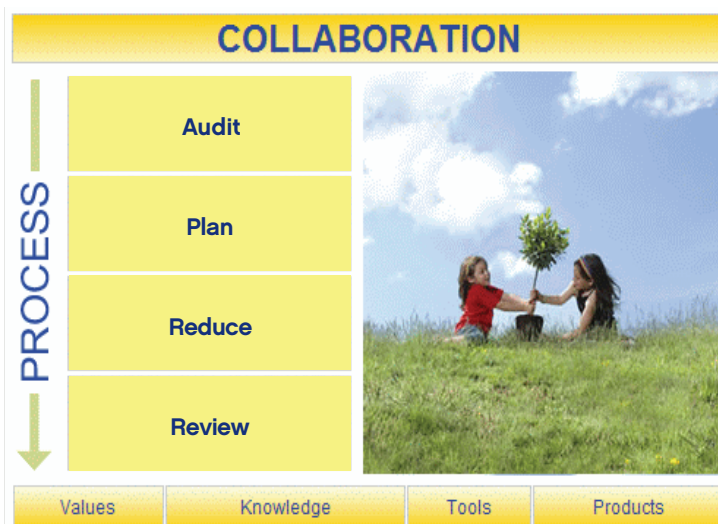 COLLABORATION
PROCESS
Audit
Plan
Reduce
Review
Values
Knowledge
Tools
Products